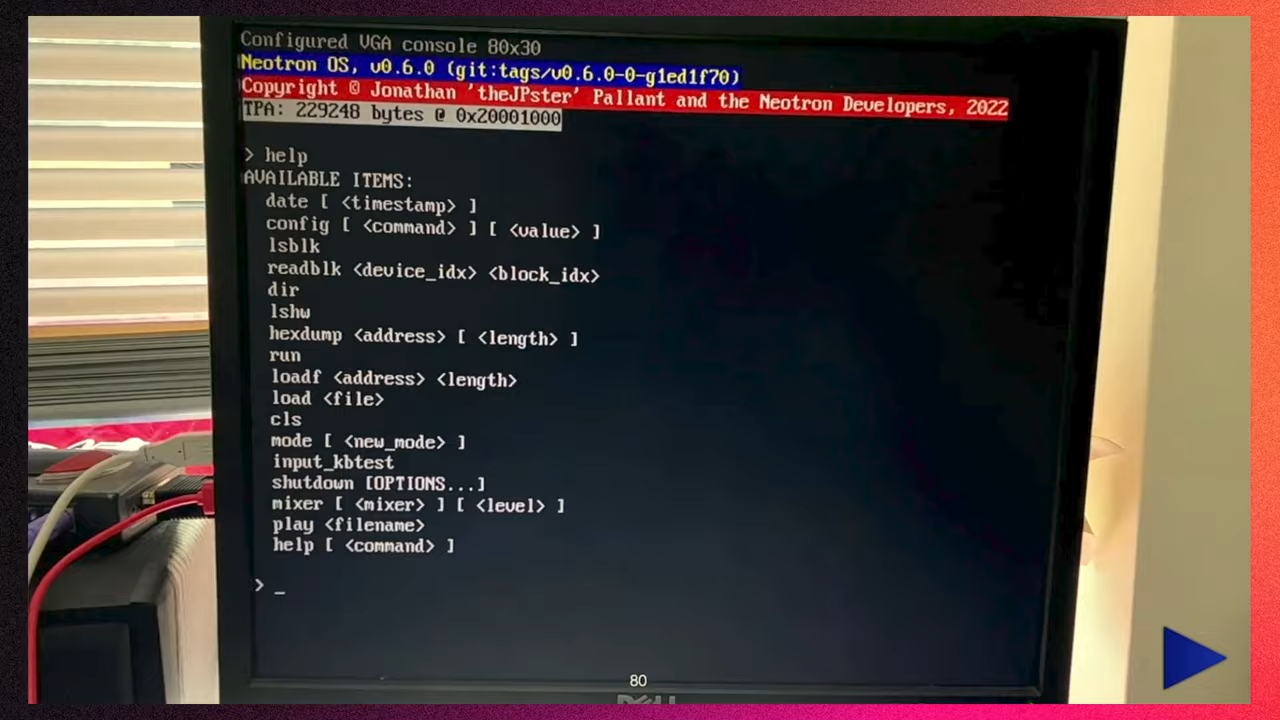 Configured VGA console 80x30
Neotron OS, v0.6.0 (git:tags/v0.6.0-0-g1ed1f70)
Copyright © Jonathan 'theJPster' Pallant and the Neotron Developers, 2022
TPA: 229248 bytes @ 0x20001000
> help
AVAILABLE ITEMS:
date [ <timestamp> ]
config [ <command> ] [ <value> ]
lsblk
readblk <device_idx> <block_idx>
dir
lshw
hexdump <address> [ <length> ]
run
loadf <address> <length>
load <file>
cls
mode [ <new_mode> ]
input_kbtest
shutdown [OPTIONS...]
mixer [ <mixer> ] [ <level> ]
play <filename>
help [ <command> ]
> _
80
DELL